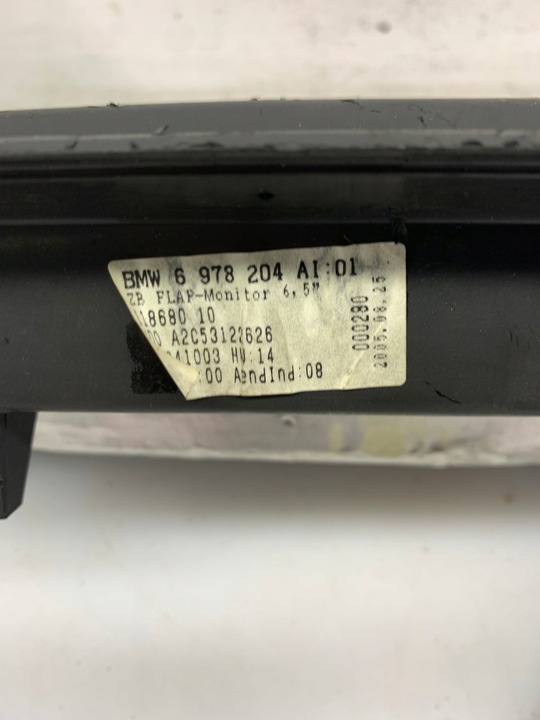 BMW 6 978 204 AI:01
ZB FLAP-Monitor 6,5"
18680 10
A2C53122626
41003 HW:14
:00 AendInd:08
000280
2005.08.25